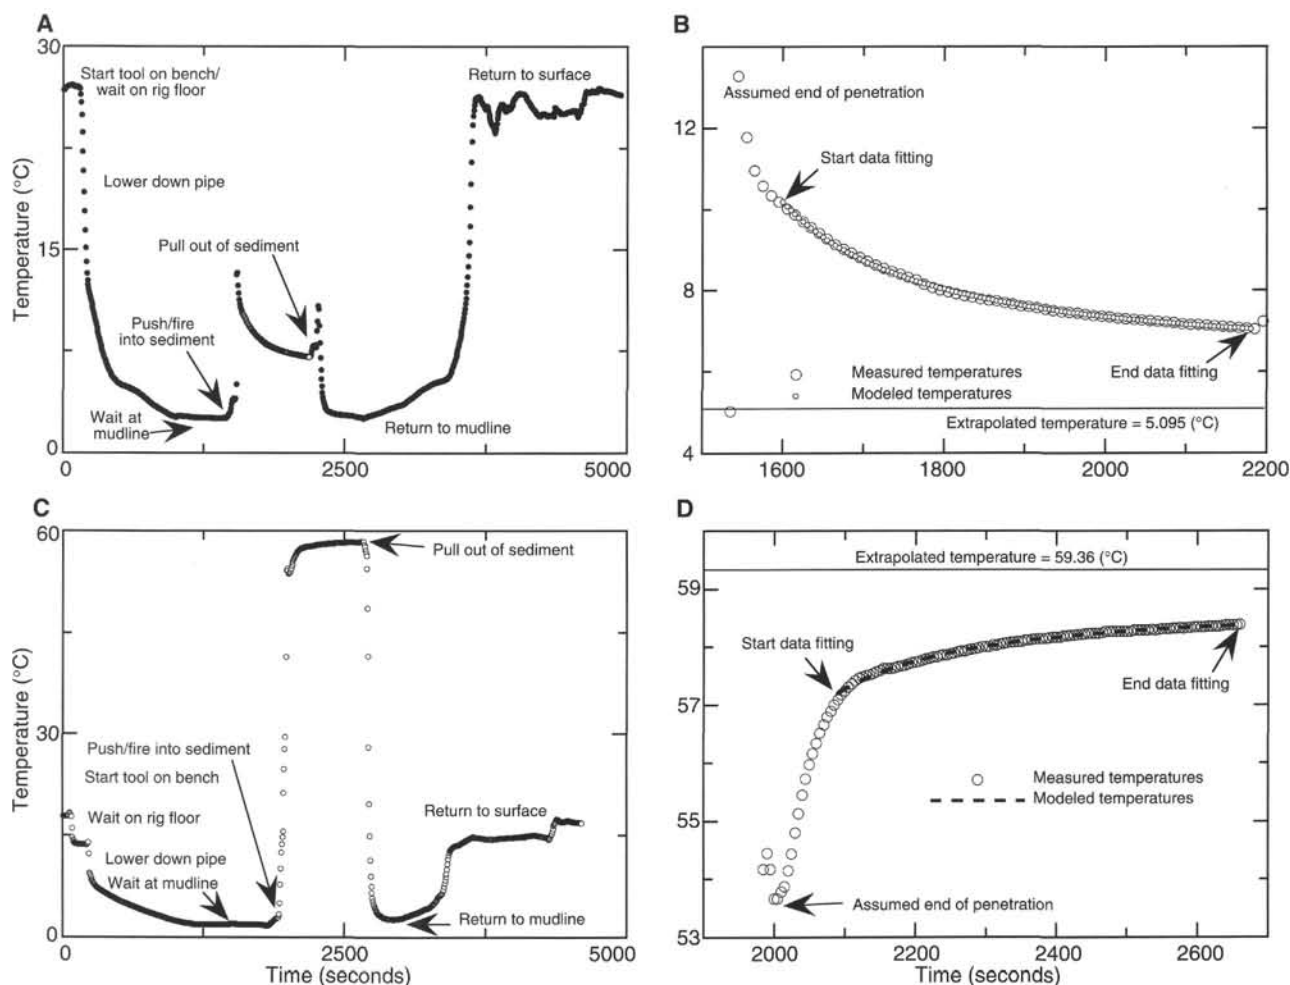 A
30
Start tool on bench/
wait on rig floor
Return to surface
Lower down pipe
15
Pull out of sediment
Push/fire
into sediment
Wait at
mudline
Return to mudline
0
0
2500
5000
Temperature (°C)
B
Assumed end of penetration
12
Start data fitting
8
Measured temperatures
Modeled temperatures
End data fitting
Extrapolated temperature = 5.095 (°C)
4
1600
1800
2000
2200
C
60
Pull out of sediment
30
Push/fire into sediment
Start tool on bench
Wait on rig floor
Return to surface
Lower down pipe
Wait at mudline
Return to mudline
0
0
2500
5000
Temperature (°C)
Time (seconds)
D
Extrapolated temperature = 59.36 (°C)
59
Start data fitting
End data fitting
57
Measured temperatures
Modeled temperatures
55
Assumed end of penetration
53
2000
2200
2400
2600
Time (seconds)